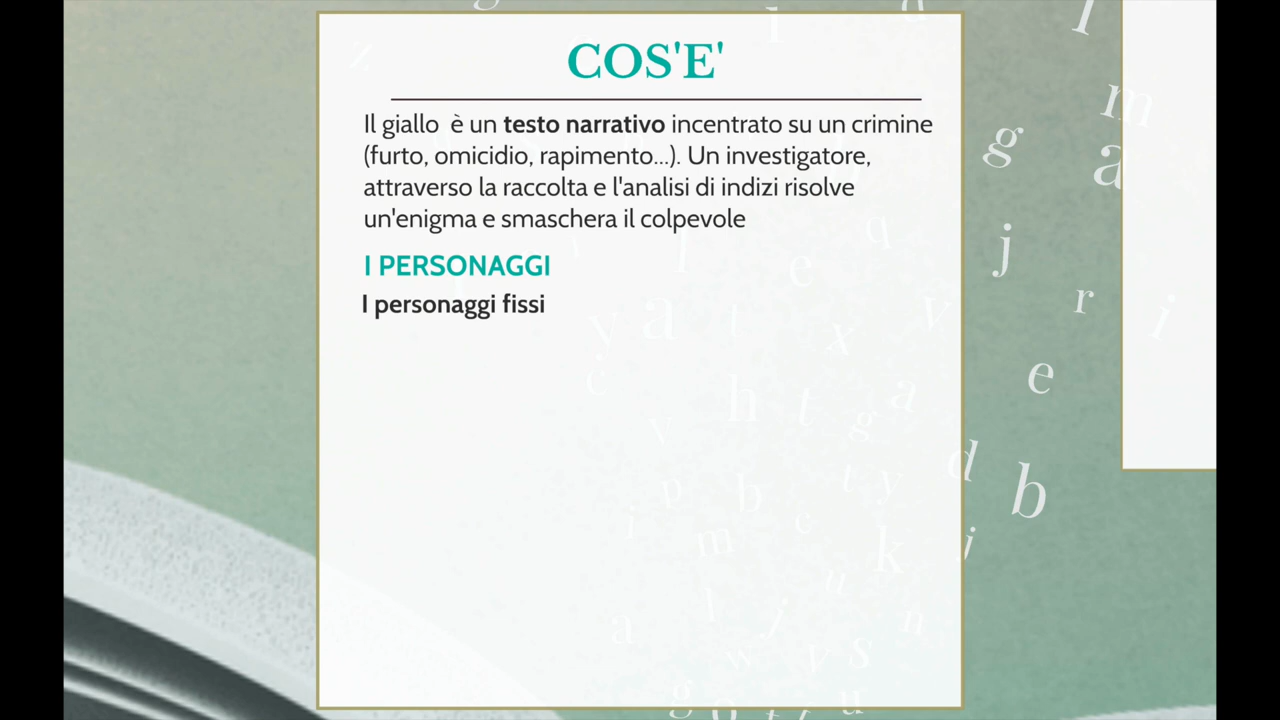 COS'E'
Il giallo è un testo narrativo incentrato su un crimine
(furto, omicidio, rapimento...). Un investigatore,
attraverso la raccolta e l'analisi di indizi risolve
un'enigma e smaschera il colpevole
I PERSONAGGI
I personaggi fissi